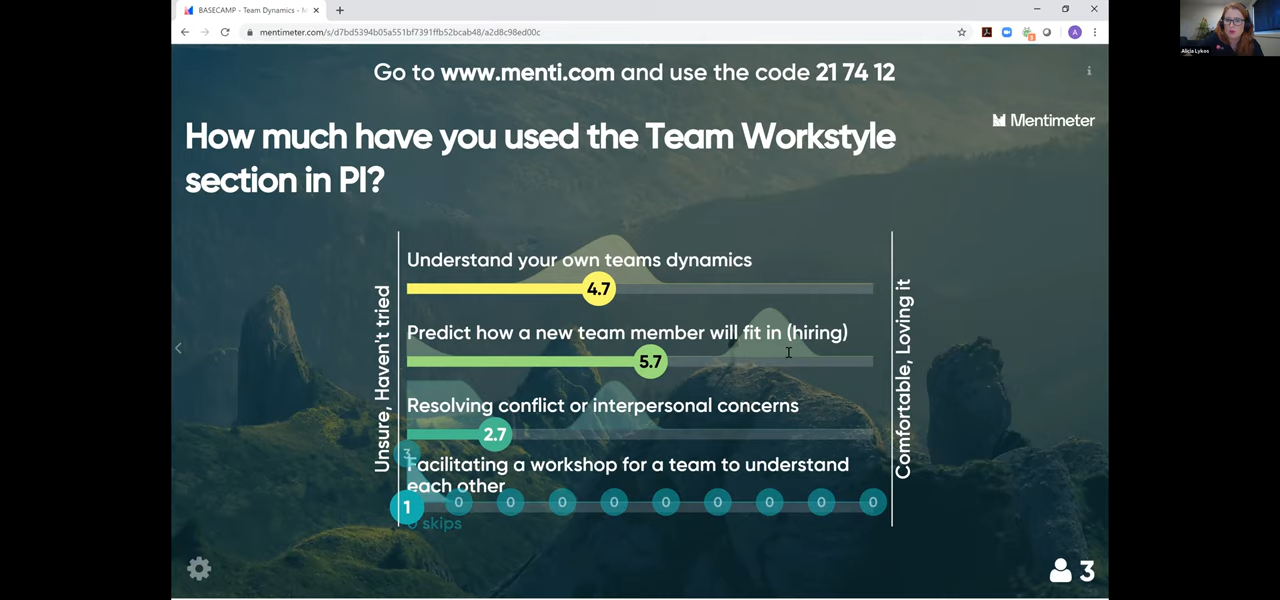 BASECAMP - Team Dynamics - M
mentimeter.com/s/d7bd5394b05a551bf7391ffb52bcab48/a2d8c98ed00c
A
Alicia Lykos
Go to www.menti.com and use the code 21 74 12
i
Mentimeter
How much have you used the Team Workstyle
section in PI?
Unsure, Haven't tried
Understand your own teams dynamics
4.7
Predict how a new team member will fit in (hiring)
5.7
Resolving conflict or interpersonal concerns
2.7
3
Facilitating a workshop for a team to understand
each other
1 0 0 0 0 0 0 0 0 0
0 skips
Comfortable, Loving it
3